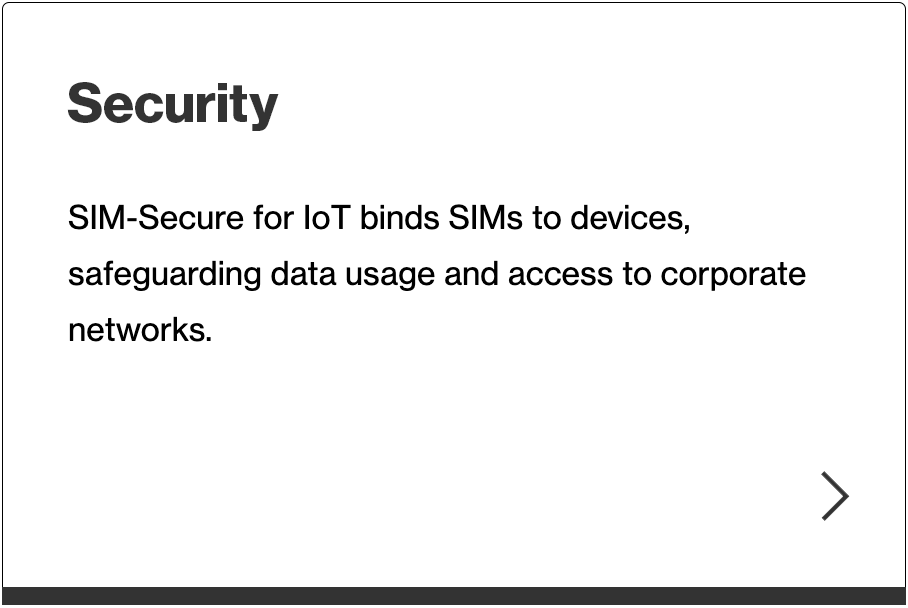 Security
SIM-Secure for IoT binds SIMs to devices,
safeguarding data usage and access to corporate
networks.